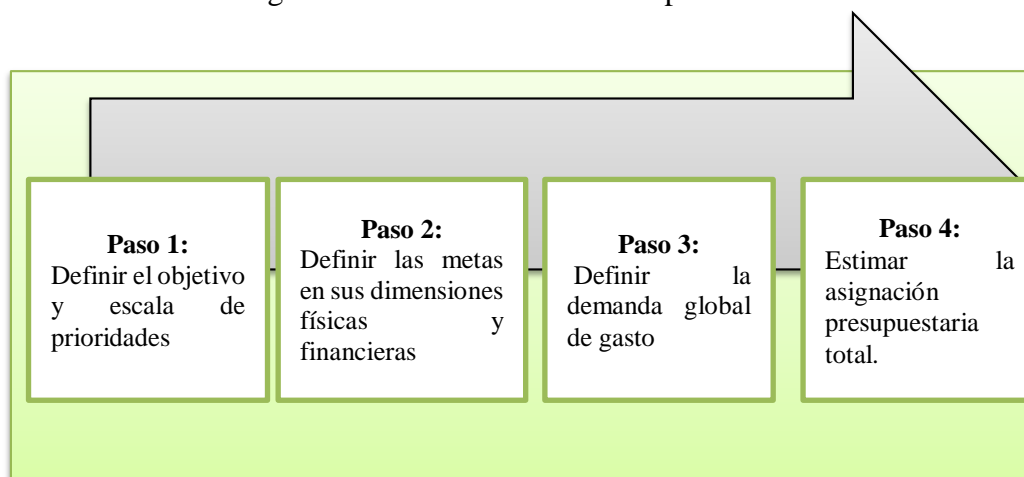 Paso 1:
Definir el objetivo
y escala de
prioridades
Paso 2:
Definir las metas
en sus dimensiones
físicas y
financieras
Paso 3:
Definir la
demanda global
de gasto
Paso 4:
Estimar la
asignación
presupuestaria
total.